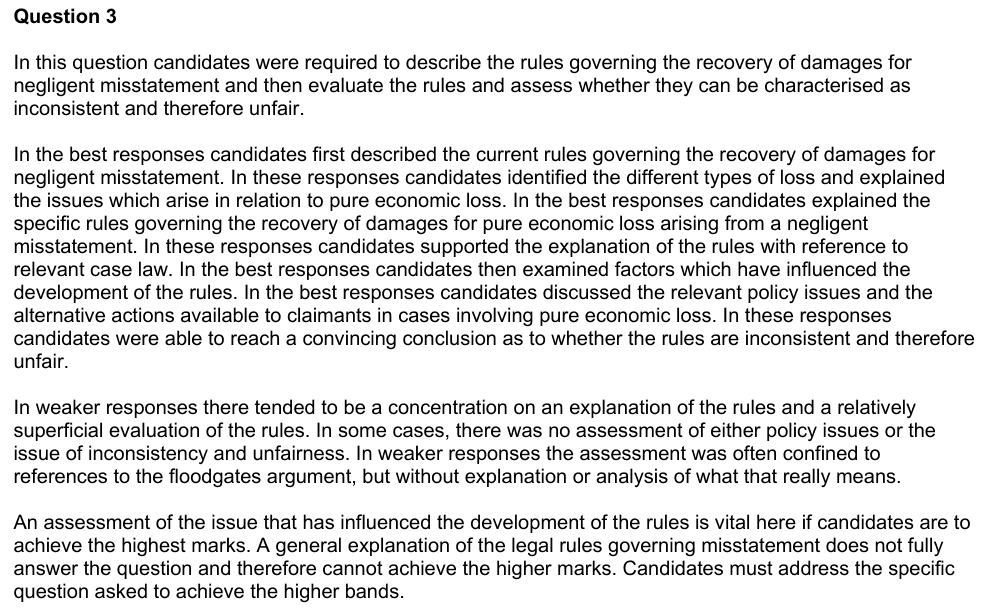 Question 3
In this question candidates were required to describe the rules governing the recovery of damages for
negligent misstatement and then evaluate the rules and assess whether they can be characterised as
inconsistent and therefore unfair.
In the best responses candidates first described the current rules governing the recovery of damages for
negligent misstatement. In these responses candidates identified the different types of loss and explained
the issues which arise in relation to pure economic loss. In the best responses candidates explained the
specific rules governing the recovery of damages for pure economic loss arising from a negligent
misstatement. In these responses candidates supported the explanation of the rules with reference to
relevant case law. In the best responses candidates then examined factors which have influenced the
development of the rules. In the best responses candidates discussed the relevant policy issues and the
alternative actions available to claimants in cases involving pure economic loss. In these responses
candidates were able to reach a convincing conclusion as to whether the rules are inconsistent and therefore
unfair.
In weaker responses there tended to be a concentration on an explanation of the rules and a relatively
superficial evaluation of the rules. In some cases, there was no assessment of either policy issues or the
issue of inconsistency and unfairness. In weaker responses the assessment was often confined to
references to the floodgates argument, but without explanation or analysis of what that really means.
An assessment of the issue that has influenced the development of the rules is vital here if candidates are to
achieve the highest marks. A general explanation of the legal rules governing misstatement does not fully
answer the question and therefore cannot achieve the higher marks. Candidates must address the specific
question asked to achieve the higher bands.